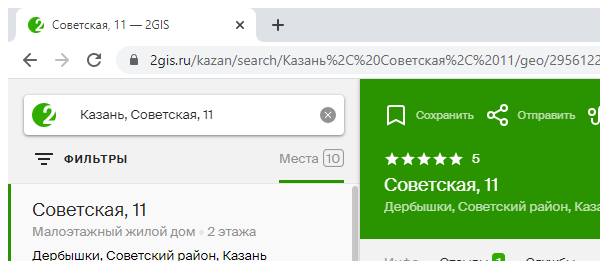 Советская, 11 — 2GIS
2gis.ru/kazan/search/Казань%2C%20Советская%2C%2011/geo/2956122
Казань, Советская, 11
Сохранить
Отправить
ФИЛЬТРЫ
Места 10
5
Советская, 11
Советская, 11
Малоэтажный жилой дом • 2 этажа
Дербышки, Советский район, Каза
Дербышки, Советский район, Казань
Отзывы 1